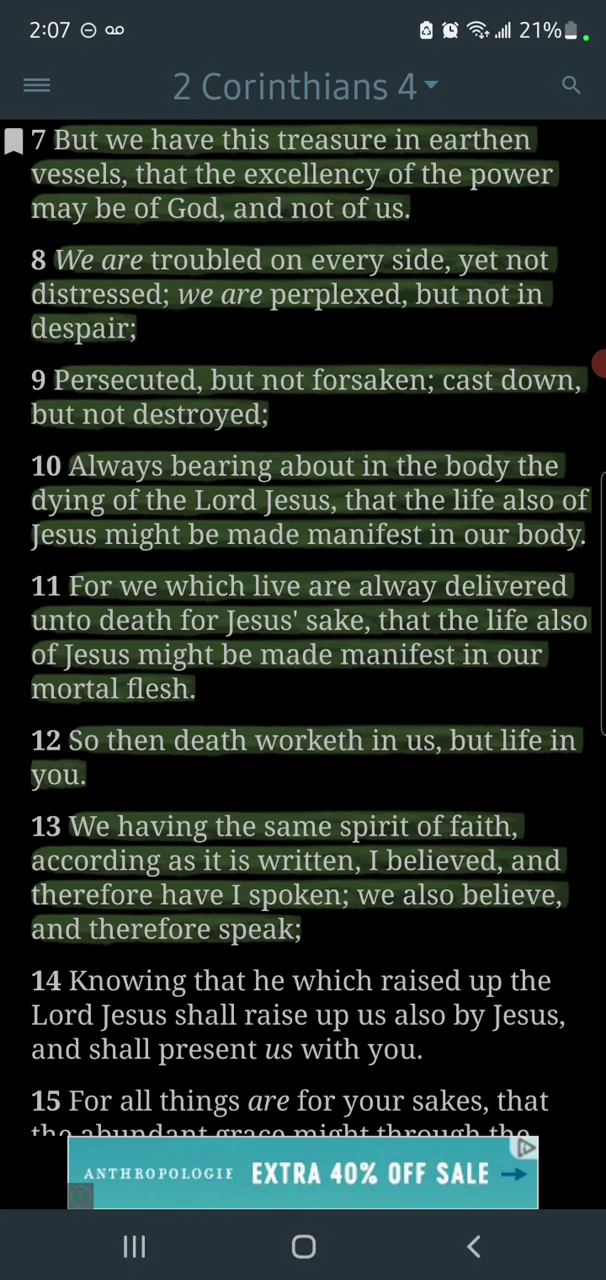 2:07 21%
2 Corinthians 4
7 But we have this treasure in earthen
vessels, that the excellency of the power
may be of God, and not of us.
8 We are troubled on every side, yet not
distressed; we are perplexed, but not in
despair;
9 Persecuted, but not forsaken; cast down,
but not destroyed;
10 Always bearing about in the body the
dying of the Lord Jesus, that the life also of
Jesus might be made manifest in our body.
11 For we which live are alway delivered
unto death for Jesus' sake, that the life also
of Jesus might be made manifest in our
mortal flesh.
12 So then death worketh in us, but life in
you.
13 We having the same spirit of faith,
according as it is written, I believed, and
therefore have I spoken; we also believe,
and therefore speak;
14 Knowing that he which raised up the
Lord Jesus shall raise up us also by Jesus,
and shall present us with you.
15 For all things are for your sakes, that
the abundant grace might through the
ANTHROPOLOGIE EXTRA 40% OFF SALE